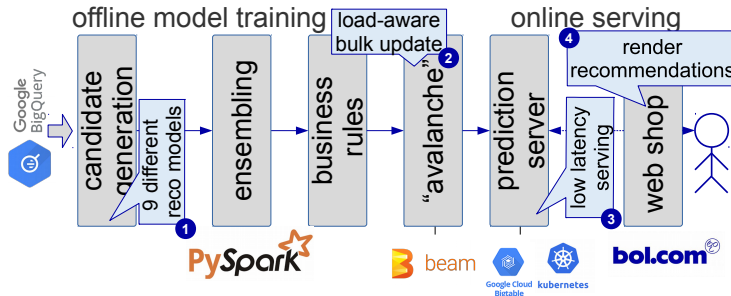 offline model training
online serving
Google
BigQuery
candidate
generation
9 different
reco models
1
ensembling
business
rules
load-aware
bulk update
2
“avalanche”
prediction
server
low latency
serving
3
4
render
recommendations
web shop
PySpark
beam
Google Cloud
Bigtable
kubernetes
bol.com